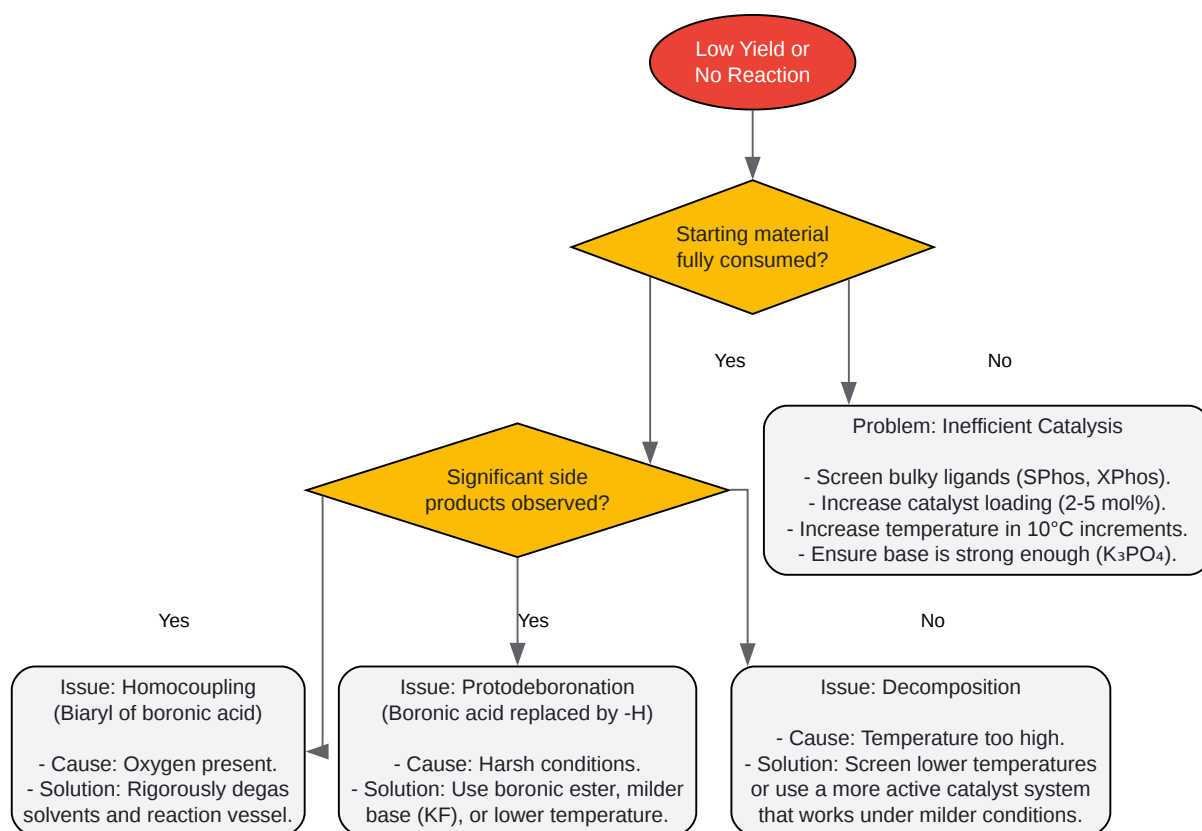 Low Yield or
No Reaction
Starting material
fully consumed?
Yes
No
Problem: Inefficient Catalysis
- Screen bulky ligands (SPhos, XPhos).
- Increase catalyst loading (2-5 mol%).
- Increase temperature in 10°C increments.
- Ensure base is strong enough (K₃PO₄).
Significant side
products observed?
Yes
Yes
No
Issue: Homocoupling
(Biaryl of boronic acid)
- Cause: Oxygen present.
- Solution: Rigorously degas
solvents and reaction vessel.
Issue: Protodeboronation
(Boronic acid replaced by -H)
- Cause: Harsh conditions.
- Solution: Use boronic ester, milder
base (KF), or lower temperature.
Issue: Decomposition
- Cause: Temperature too high.
- Solution: Screen lower temperatures
or use a more active catalyst system
that works under milder conditions.